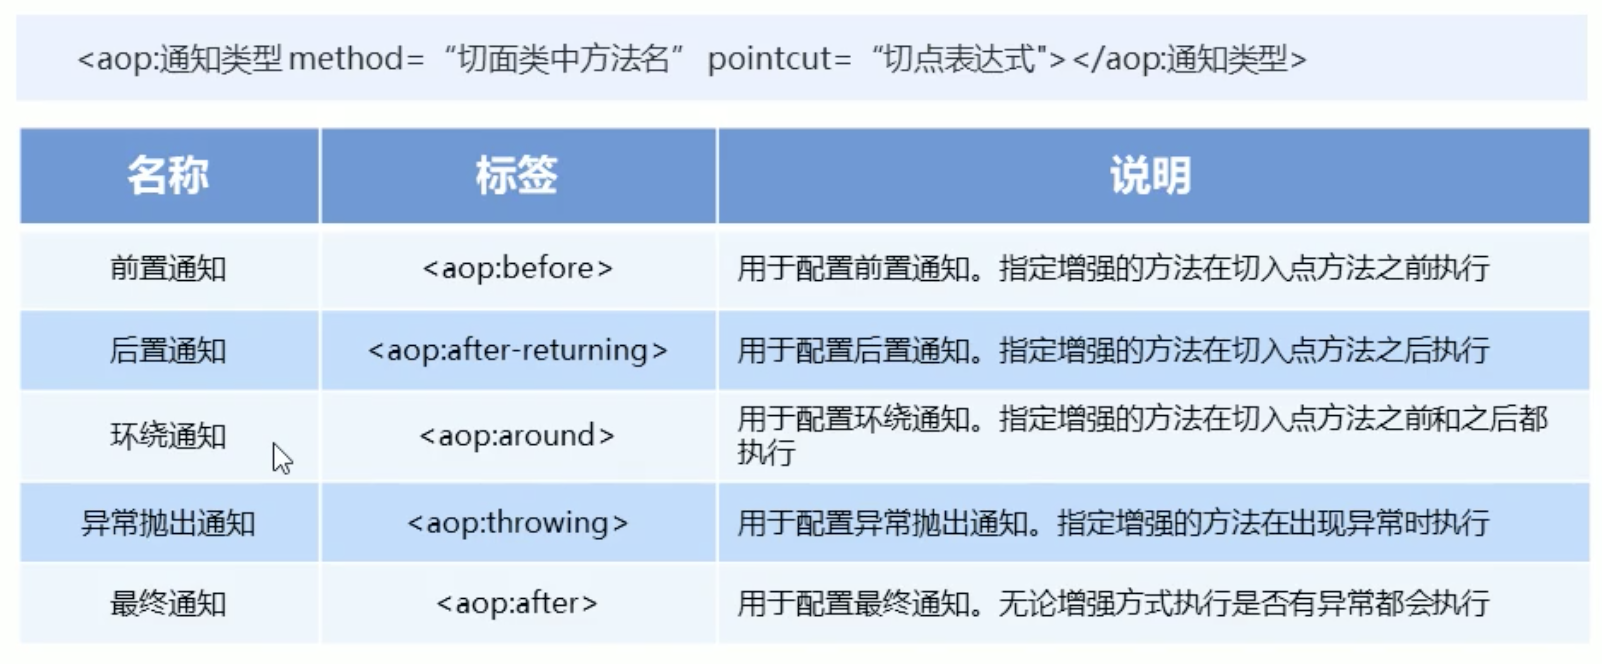 <aop:通知类型 method=“切面类中方法名” pointcut=“切点表达式"></aop:通知类型>
名称 标签 说明
前置通知 <aop:before> 用于配置前置通知。指定增强的方法在切入点方法之前执行
后置通知 <aop:after-returning> 用于配置后置通知。指定增强的方法在切入点方法之后执行
环绕通知 <aop:around> 用于配置环绕通知。指定增强的方法在切入点方法之前和之后都
执行
异常抛出通知 <aop:throwing> 用于配置异常抛出通知。指定增强的方法在出现异常时执行
最终通知 <aop:after> 用于配置最终通知。无论增强方式执行是否有异常都会执行